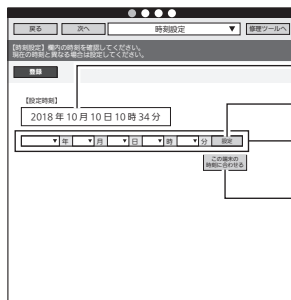 戻る 次へ 時刻設定 ▼ 修理ツールへ
【時刻設定】欄内の時刻を確認してください。
現在の時刻と異なる場合は設定してください。
登録
【設定時刻】
2018 年 10 月 10 日 10 時 34 分
▼ 年 ▼ 月 ▼ 日 ▼ 時 ▼ 分 設定
この端末の
時刻に合わせる